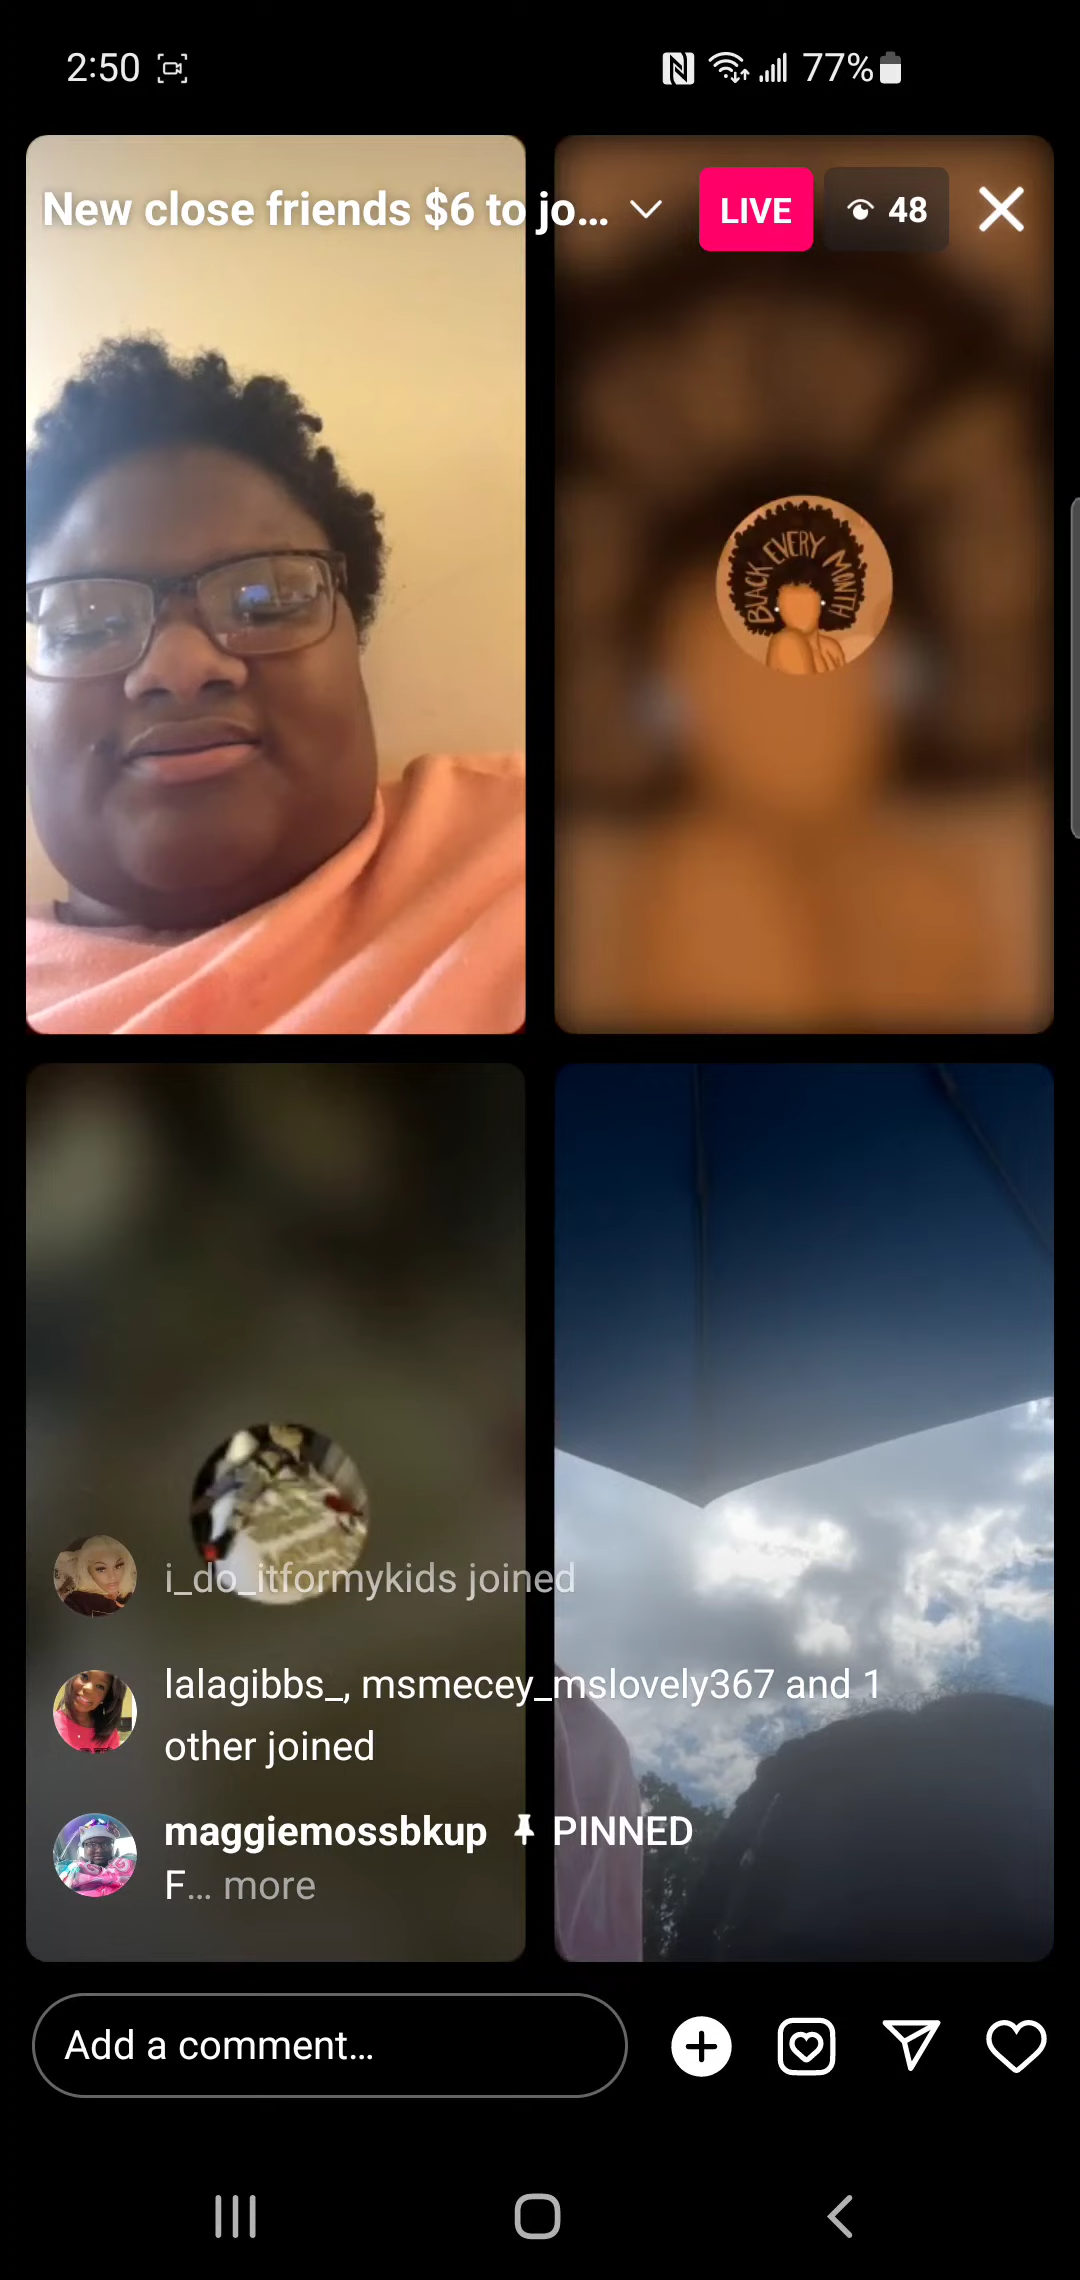 2:50
77%
New close friends $6 to jo...
LIVE
48
BLACK EVERY MONTH
i_do_itformykids joined
lalagibbs_, msmecey_mslovely367 and 1
other joined
maggiemossbkup PINNED
F... more
Add a comment...